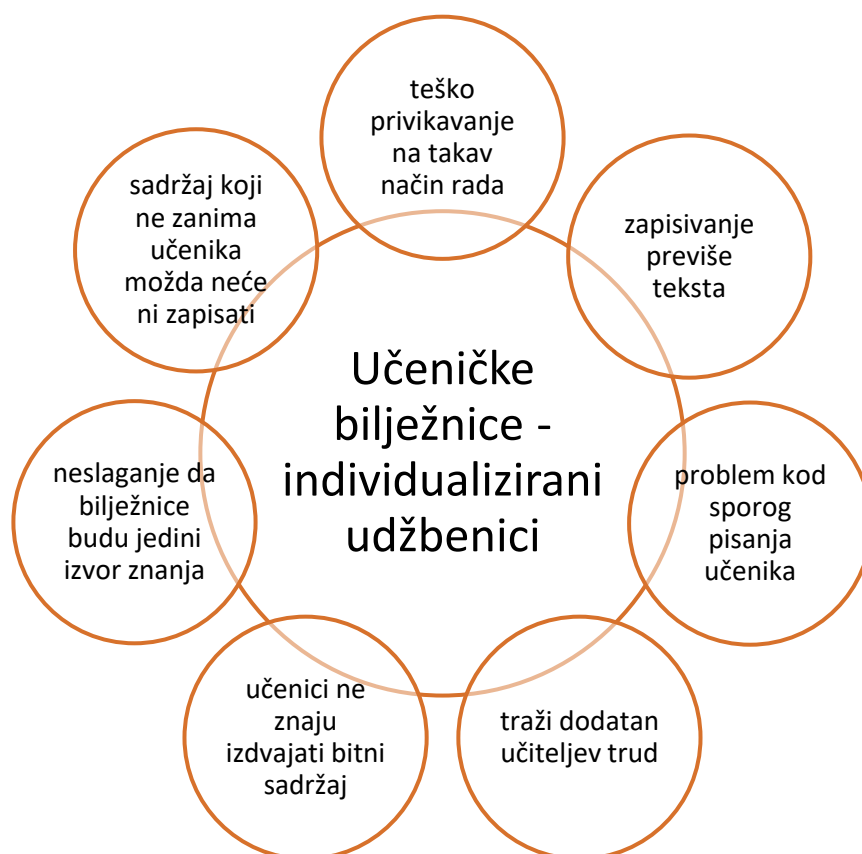 teško
privikavanje
na takav
način rada
zapisivanje
previše
teksta
problem kod
sporog
pisanja
učenika
traži dodatan
učiteljev trud
učenici ne
znaju
izdvajati bitni
sadržaj
neslaganje da
bilježnice
budu jedini
izvor znanja
sadržaj koji
ne zanima
učenika
možda neće
ni zapisati
Učeničke
bilježnice -
individualizirani
udžbenici